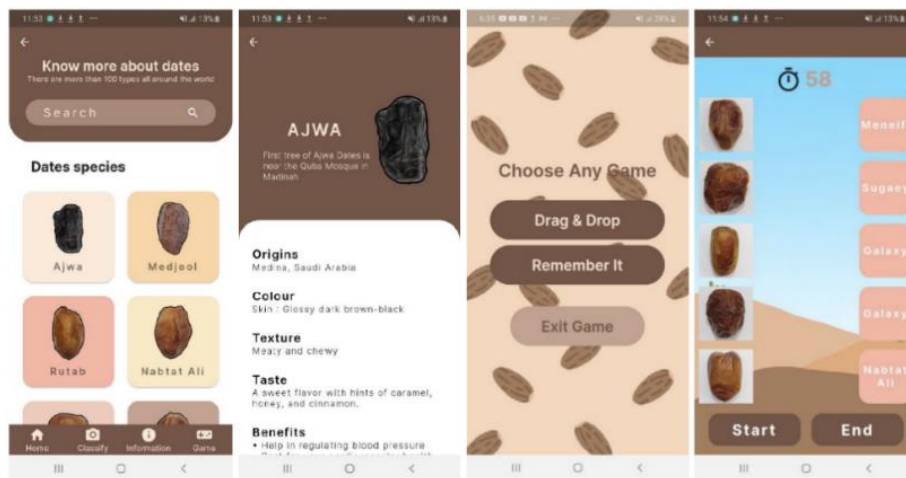 11:53
13%
Know more about dates
There are more than 100 types all around the world
Search
Dates species
Ajwa
Medjool
Rutab
Nabtat Ali
Home
Classify
Information
Game
11:53
13%
AJWA
First tree of Ajwa Dates is
near the Quba Mosque in
Madinah
Origins
Medina, Saudi Arabia
Colour
Skin : Glossy dark brown-black
Texture
Meaty and chewy
Taste
A sweet flavor with hints of caramel,
honey, and cinnamon.
Benefits
• Help in regulating blood pressure
Choose Any Game
Drag & Drop
Remember It
Exit Game
11:54
13%
58
Meneifi
Sugaey
Galaxy
Galaxy
Nabtat
Ali
Start
End